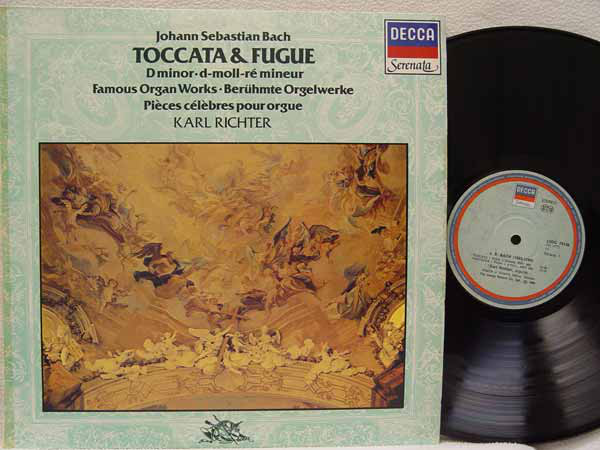 Johann Sebastian Bach
TOCCATA & FUGUE
D minor · d-moll-ré mineur
Famous Organ Works · Berühmte Orgelwerke
Pièces célèbres pour orgue
KARL RICHTER
DECCA
Serenata
DECCA
STEREO